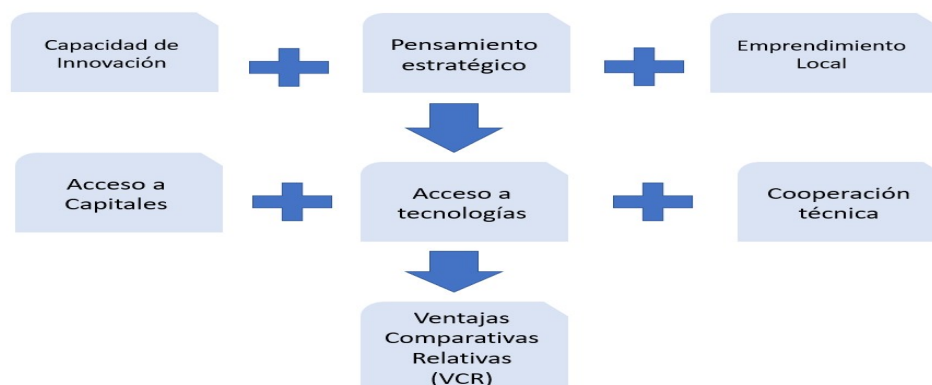 Capacidad de
Innovación
Pensamiento
estratégico
Emprendimiento
Local
Acceso a
Capitales
Acceso a
tecnologías
Cooperación
técnica
Ventajas
Comparativas
Relativas
(VCR)